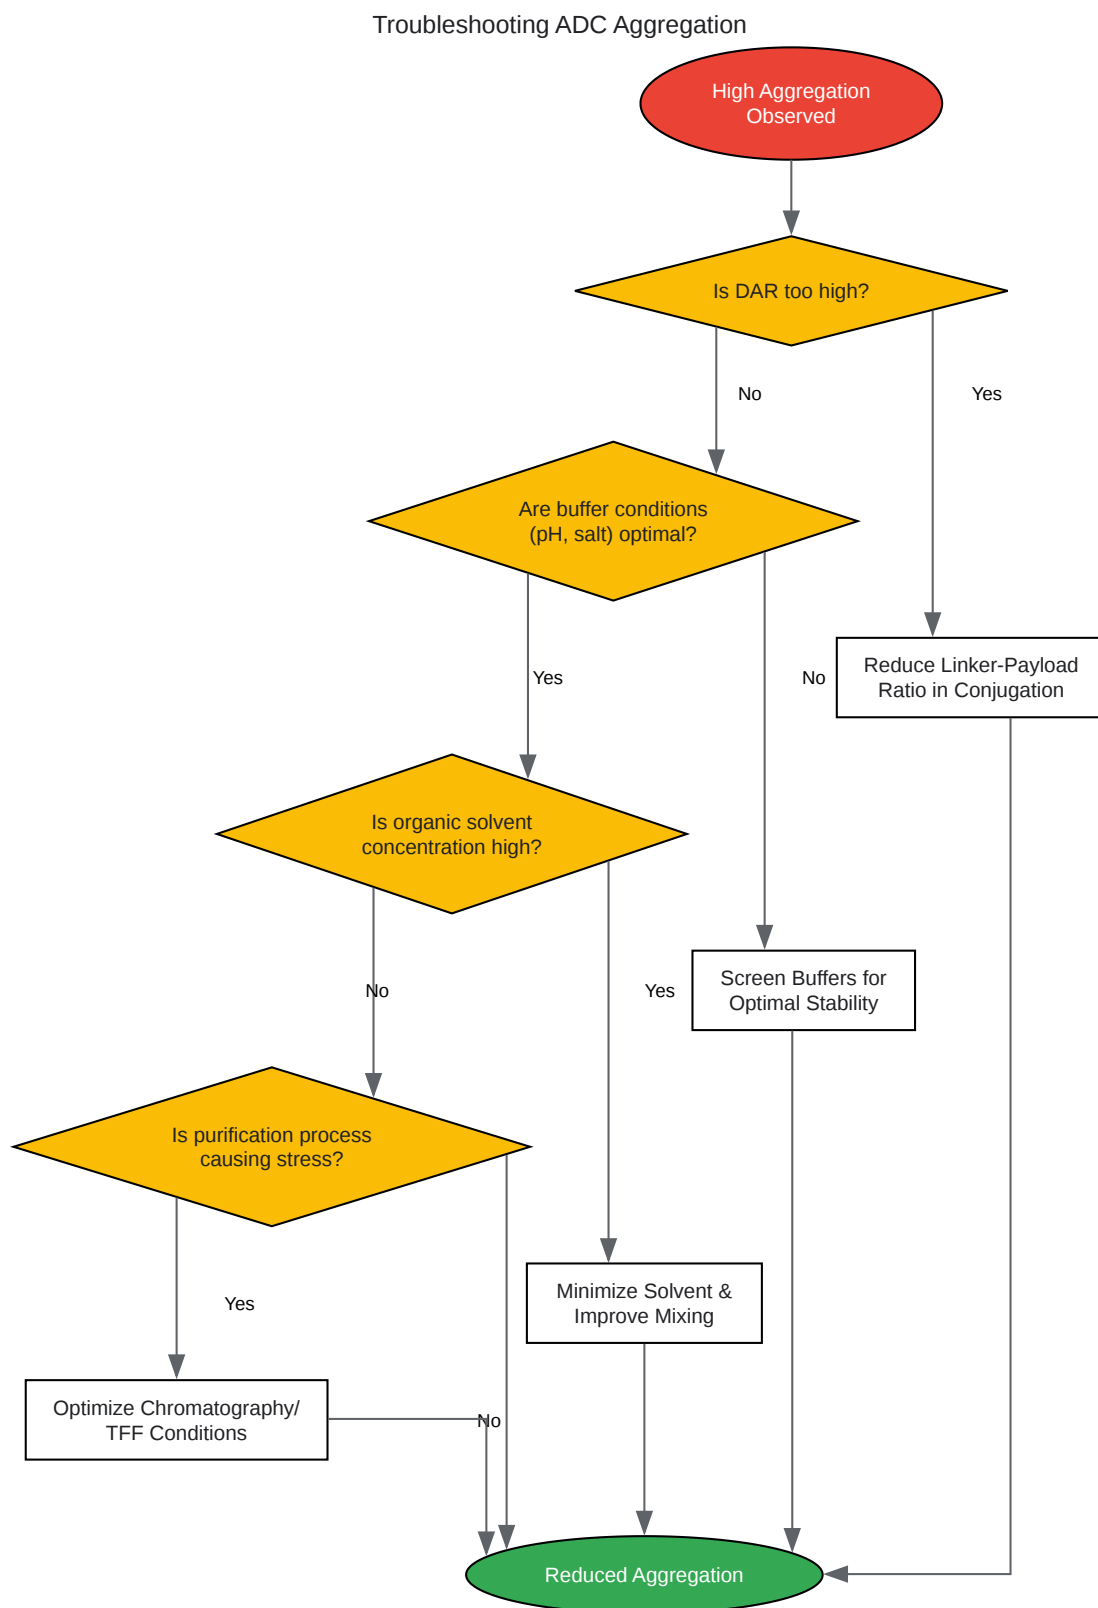 Troubleshooting ADC Aggregation
High Aggregation
Observed
Is DAR too high?
No
Yes
Are buffer conditions
(pH, salt) optimal?
Yes
No
Reduce Linker-Payload
Ratio in Conjugation
Is organic solvent
concentration high?
No
Yes
Screen Buffers for
Optimal Stability
Is purification process
causing stress?
Yes
Minimize Solvent &
Improve Mixing
Optimize Chromatography/
TFF Conditions
No
Reduced Aggregation